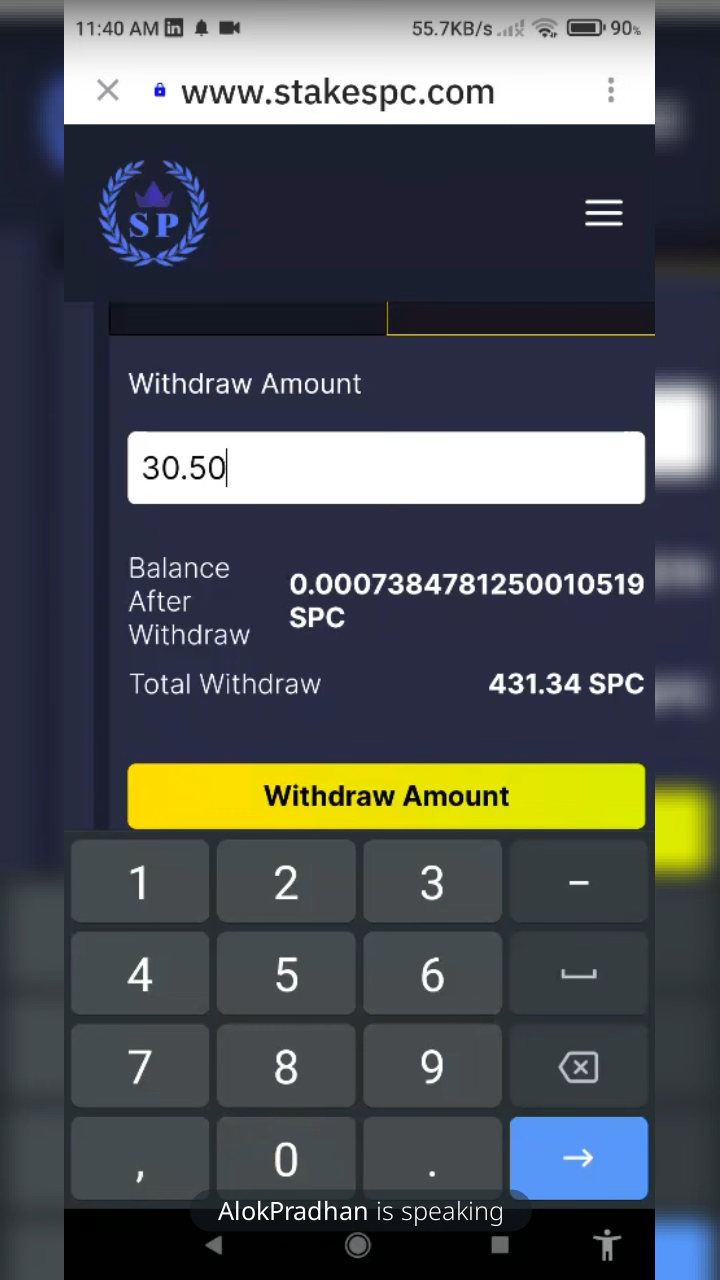 11:40 AM 55.7KB/s 90%
www.stakespc.com
SP
Withdraw Amount
30.50
Balance
After
Withdraw
0.0007384781250010519
SPC
Total Withdraw 431.34 SPC
Withdraw Amount
1 2 3 −
4 5 6
7 8 9
, 0 .
AlokPradhan is speaking